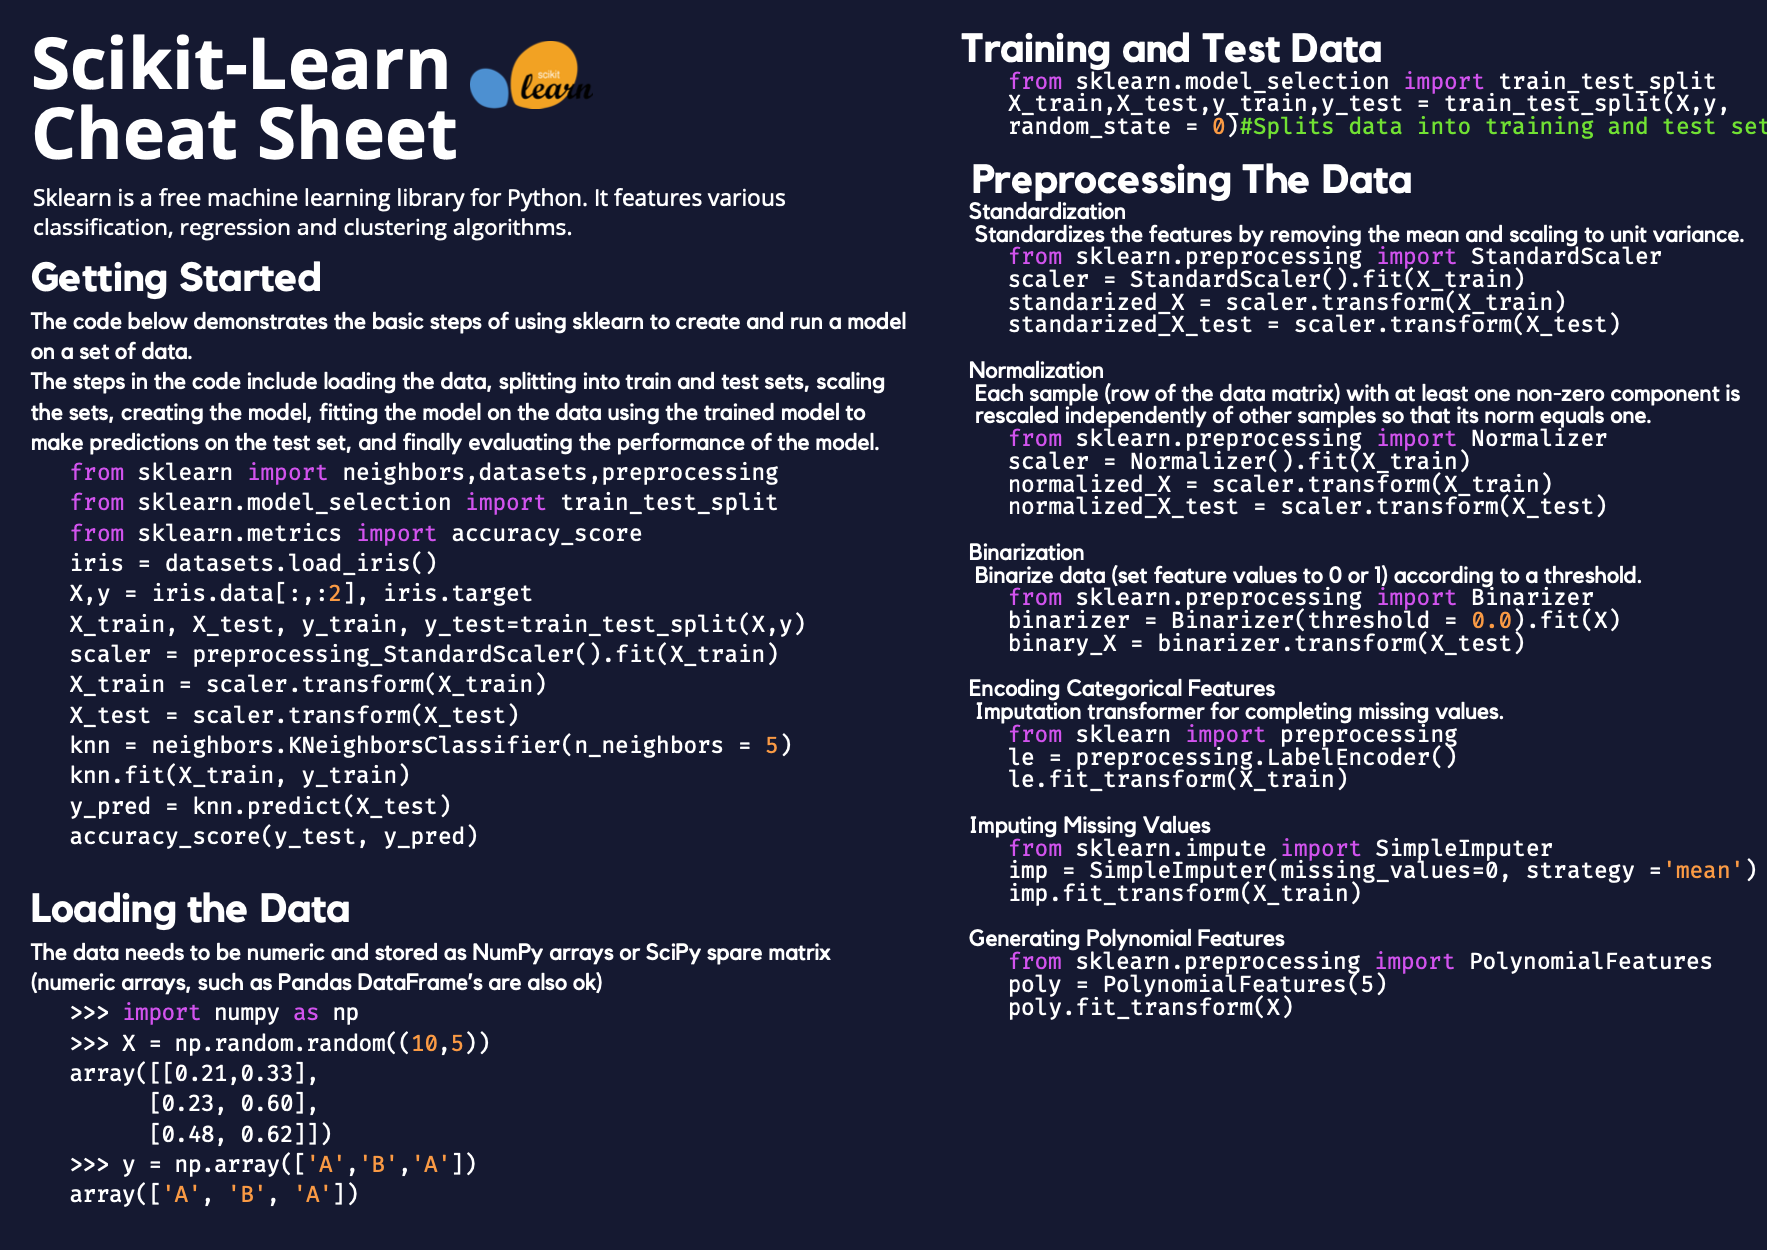 Scikit-Learn
Cheat Sheet
scikit
learn
Sklearn is a free machine learning library for Python. It features various
classification, regression and clustering algorithms.
Getting Started
The code below demonstrates the basic steps of using sklearn to create and run a model
on a set of data.
The steps in the code include loading the data, splitting into train and test sets, scaling
the sets, creating the model, fitting the model on the data using the trained model to
make predictions on the test set, and finally evaluating the performance of the model.
from sklearn import neighbors,datasets,preprocessing
from sklearn.model_selection import train_test_split
from sklearn.metrics import accuracy_score
iris = datasets.load_iris()
X,y = iris.data[:,:2], iris.target
X_train, X_test, y_train, y_test=train_test_split(X,y)
scaler = preprocessing_StandardScaler().fit(X_train)
X_train = scaler.transform(X_train)
X_test = scaler.transform(X_test)
knn = neighbors.KNeighborsClassifier(n_neighbors = 5)
knn.fit(X_train, y_train)
y_pred = knn.predict(X_test)
accuracy_score(y_test, y_pred)
Loading the Data
The data needs to be numeric and stored as NumPy arrays or SciPy spare matrix
(numeric arrays, such as Pandas DataFrame's are also ok)
>>> import numpy as np
>>> X = np.random.random((10,5))
array([[0.21,0.33],
[0.23, 0.60],
[0.48, 0.62]])
>>> y = np.array(['A','B','A'])
array(['A', 'B', 'A'])
Training and Test Data
from sklearn.model_selection import train_test_split
X_train,X_test,y_train,y_test = train_test_split(X,y,
random_state = 0)#Splits data into training and test set
Preprocessing The Data
Standardization
Standardizes the features by removing the mean and scaling to unit variance.
from sklearn.preprocessing import StandardScaler
scaler = StandardScaler().fit(X_train)
standarized_X = scaler.transform(X_train)
standarized_X_test = scaler.transform(X_test)
Normalization
Each sample (row of the data matrix) with at least one non-zero component is
rescaled independently of other samples so that its norm equals one.
from sklearn.preprocessing import Normalizer
scaler = Normalizer().fit(X_train)
normalized_X = scaler.transform(X_train)
normalized_X_test = scaler.transform(X_test)
Binarization
Binarize data (set feature values to 0 or 1) according to a threshold.
from sklearn.preprocessing import Binarizer
binarizer = Binarizer(threshold = 0.0).fit(X)
binary_X = binarizer.transform(X_test)
Encoding Categorical Features
Imputation transformer for completing missing values.
from sklearn import preprocessing
le = preprocessing.LabelEncoder()
le.fit_transform(X_train)
Imputing Missing Values
from sklearn.impute import SimpleImputer
imp = SimpleImputer(missing_values=0, strategy ='mean')
imp.fit_transform(X_train)
Generating Polynomial Features
from sklearn.preprocessing import PolynomialFeatures
poly = PolynomialFeatures(5)
poly.fit_transform(X)